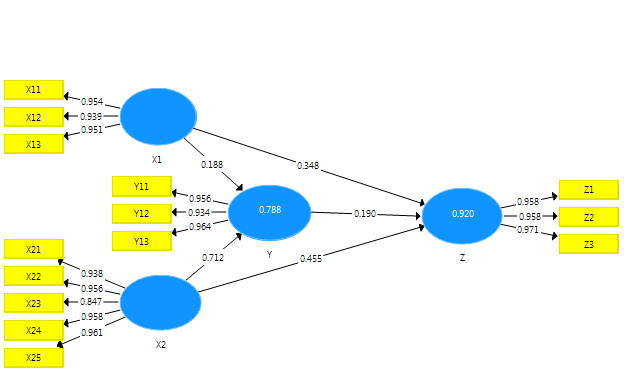 X11
X12
X13
0.954
0.939
0.951
X1
0.188
0.348
Y11
Y12
Y13
0.956
0.934
0.964
0.788
Y
0.190
0.920
Z
0.958
0.958
0.971
Z1
Z2
Z3
X21
X22
X23
X24
X25
0.938
0.956
0.847
0.958
0.961
X2
0.712
0.455